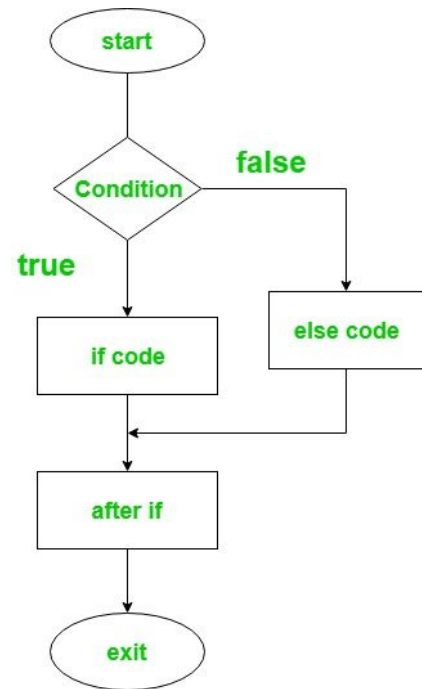 start
Condition
false
true
else code
if code
after if
exit